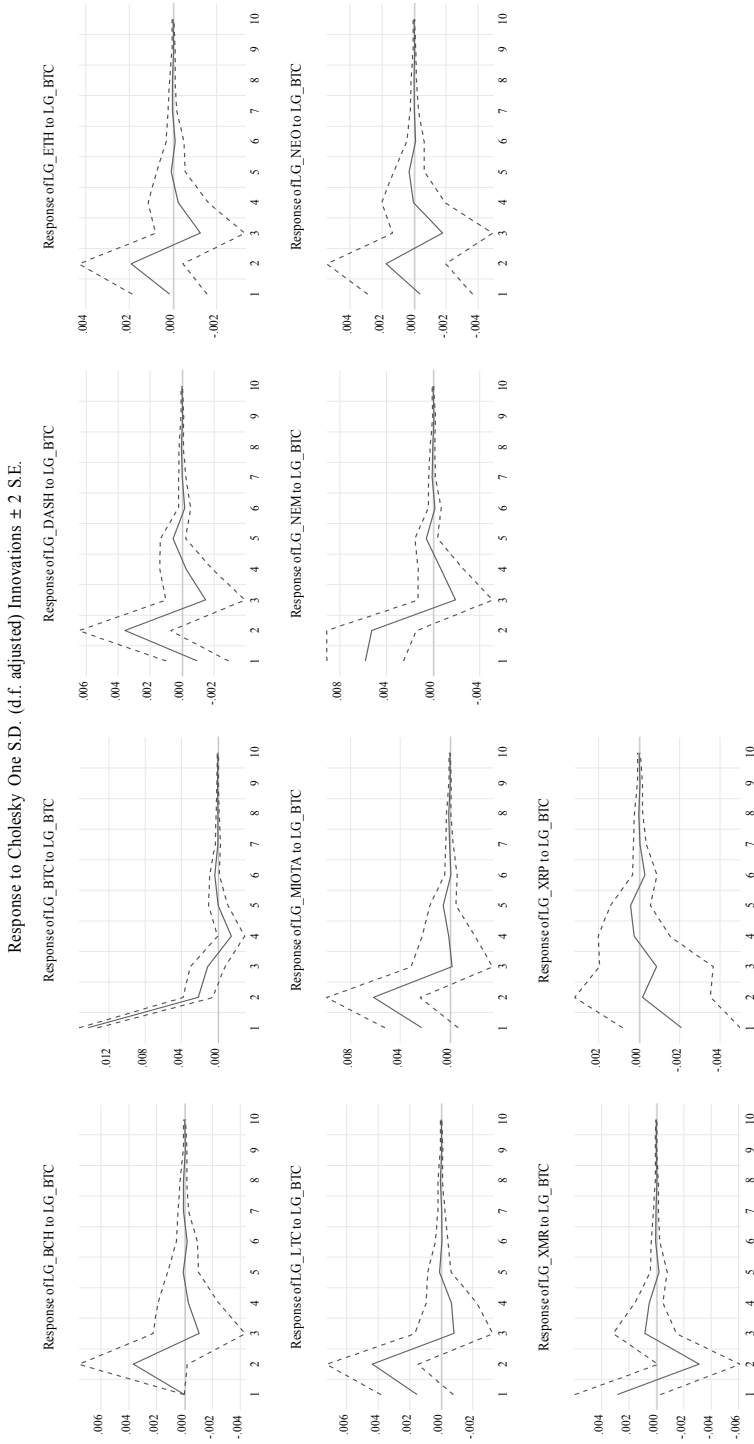 Response to Cholesky One S.D. (d.f. adjusted) Innovations ± 2 S.E.
Response of LG_BCH to LG_BTC
.006
.004
.002
.000
-.002
-.004
1 2 3 4 5 6 7 8 9 10
Response of LG_BTC to LG_BTC
.012
.008
.004
.000
1 2 3 4 5 6 7 8 9 10
Response of LG_DASH to LG_BTC
.006
.004
.002
.000
-.002
1 2 3 4 5 6 7 8 9 10
Response of LG_ETH to LG_BTC
.004
.002
.000
-.002
1 2 3 4 5 6 7 8 9 10
Response of LG_LTC to LG_BTC
.006
.004
.002
.000
-.002
1 2 3 4 5 6 7 8 9 10
Response of LG_MIOTA to LG_BTC
.008
.004
.000
1 2 3 4 5 6 7 8 9 10
Response of LG_NEM to LG_BTC
.008
.004
.000
-.004
1 2 3 4 5 6 7 8 9 10
Response of LG_NEO to LG_BTC
.004
.002
.000
-.002
-.004
1 2 3 4 5 6 7 8 9 10
Response of LG_XMR to LG_BTC
.004
.002
.000
-.002
-.004
-.006
1 2 3 4 5 6 7 8 9 10
Response of LG_XRP to LG_BTC
.002
.000
-.002
-.004
1 2 3 4 5 6 7 8 9 10